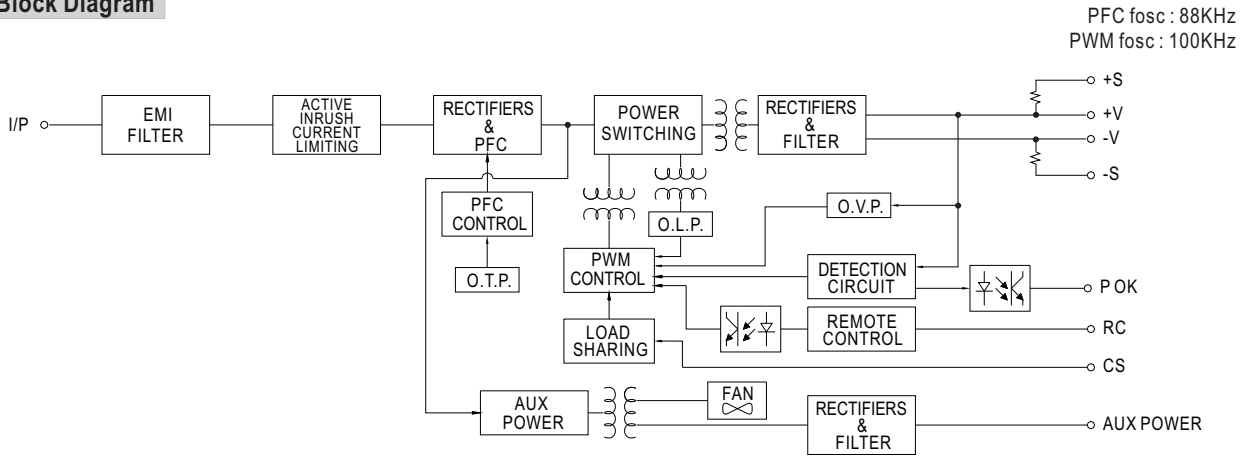 Block Diagram
PFC fosc : 88KHz
PWM fosc : 100KHz
I/P
EMI
FILTER
ACTIVE
INRUSH
CURRENT
LIMITING
RECTIFIERS
&
PFC
POWER
SWITCHING
RECTIFIERS
&
FILTER
+S
+V
-V
-S
PFC
CONTROL
O.T.P.
O.L.P.
O.V.P.
PWM
CONTROL
DETECTION
CIRCUIT
P OK
LOAD
SHARING
REMOTE
CONTROL
RC
CS
AUX
POWER
FAN
RECTIFIERS
&
FILTER
AUX POWER